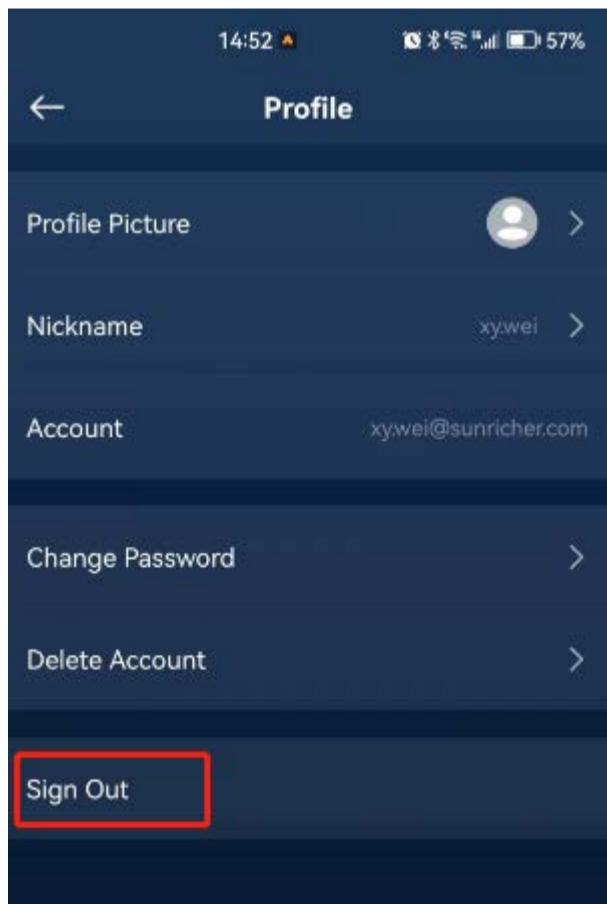 14:52 57%
Profile
Profile Picture
Nickname xy.wei
Account xy.wei@sunricher.com
Change Password
Delete Account
Sign Out